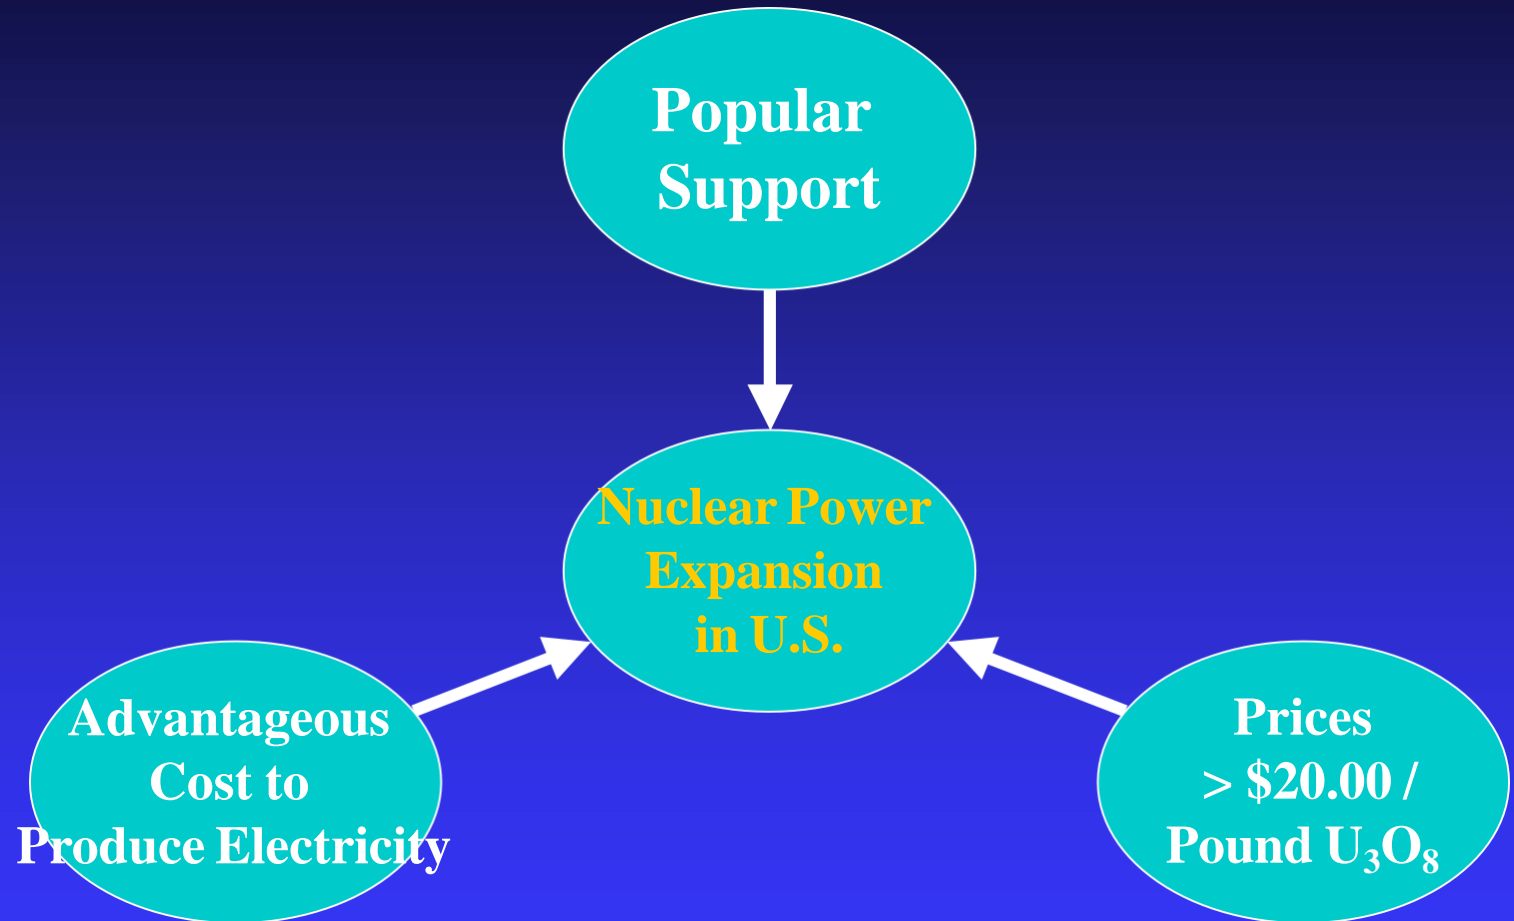 Popular
Support
Nuclear Power
Expansion
in U.S.
Advantageous
Cost to
Produce Electricity
Prices
> $20.00 /
Pound U₃O₈